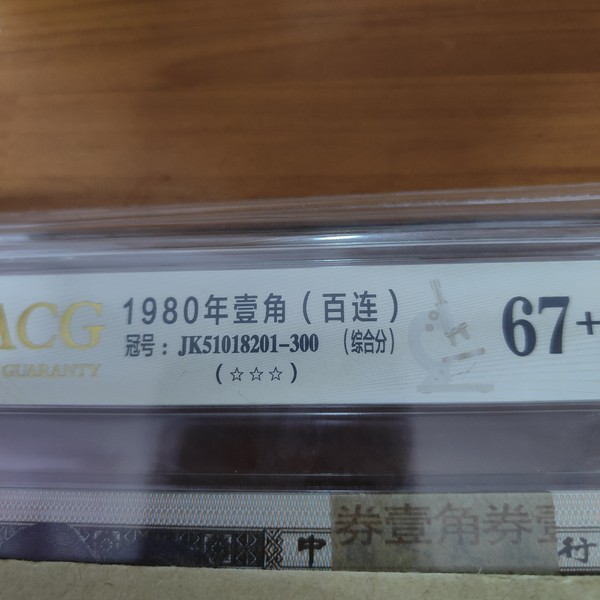 ACG
GUARANTY
1980年壹角(百连)
冠号：JK51018201-300 (综合分)
(☆☆☆)
67+
中
券壹角券壹
行